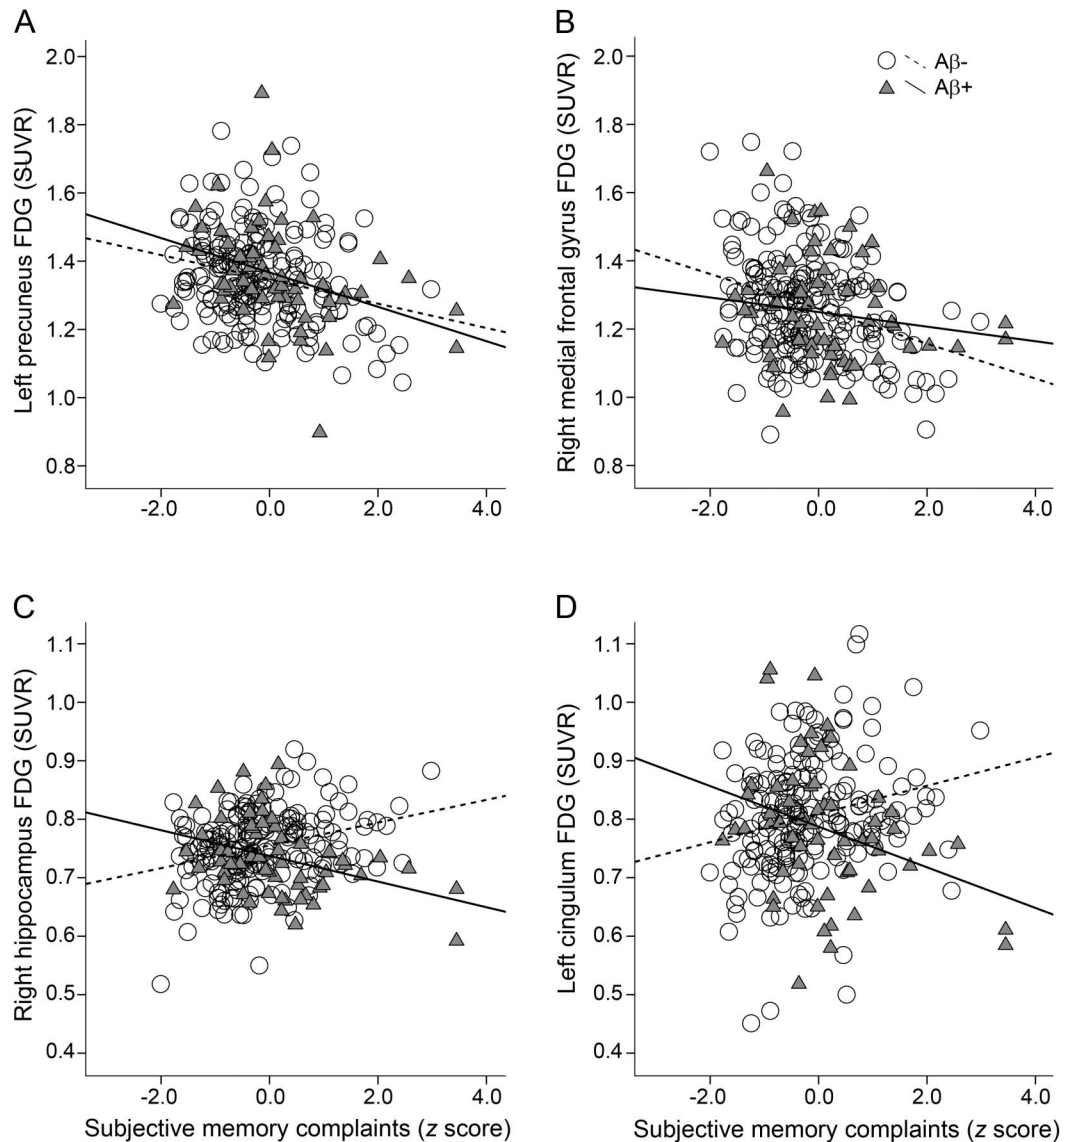 A
Left precuneus FDG (SUVR)
2.0
1.8
1.6
1.4
1.2
1.0
0.8
-2.0 0.0 2.0 4.0
B
Right medial frontal gyrus FDG (SUVR)
Aβ-
Aβ+
2.0
1.8
1.6
1.4
1.2
1.0
0.8
-2.0 0.0 2.0 4.0
C
Right hippocampus FDG (SUVR)
1.1
1.0
0.9
0.8
0.7
0.6
0.5
0.4
-2.0 0.0 2.0 4.0
Subjective memory complaints (z score)
D
Left cingulum FDG (SUVR)
1.1
1.0
0.9
0.8
0.7
0.6
0.5
0.4
-2.0 0.0 2.0 4.0
Subjective memory complaints (z score)